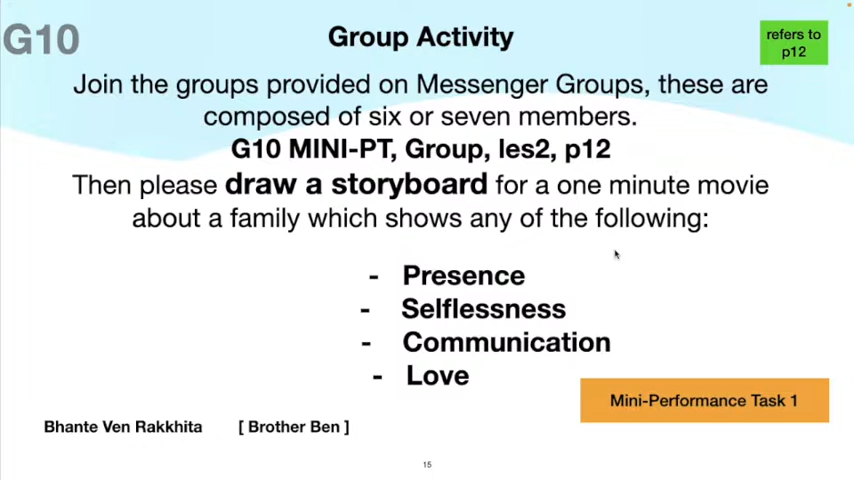 G10
Group Activity
refers to
p12
Join the groups provided on Messenger Groups, these are
composed of six or seven members.
G10 MINI-PT, Group, les2, p12
Then please draw a storyboard for a one minute movie
about a family which shows any of the following:
- Presence
- Selflessness
- Communication
- Love
Mini-Performance Task 1
Bhante Ven Rakkhita [ Brother Ben ]
15